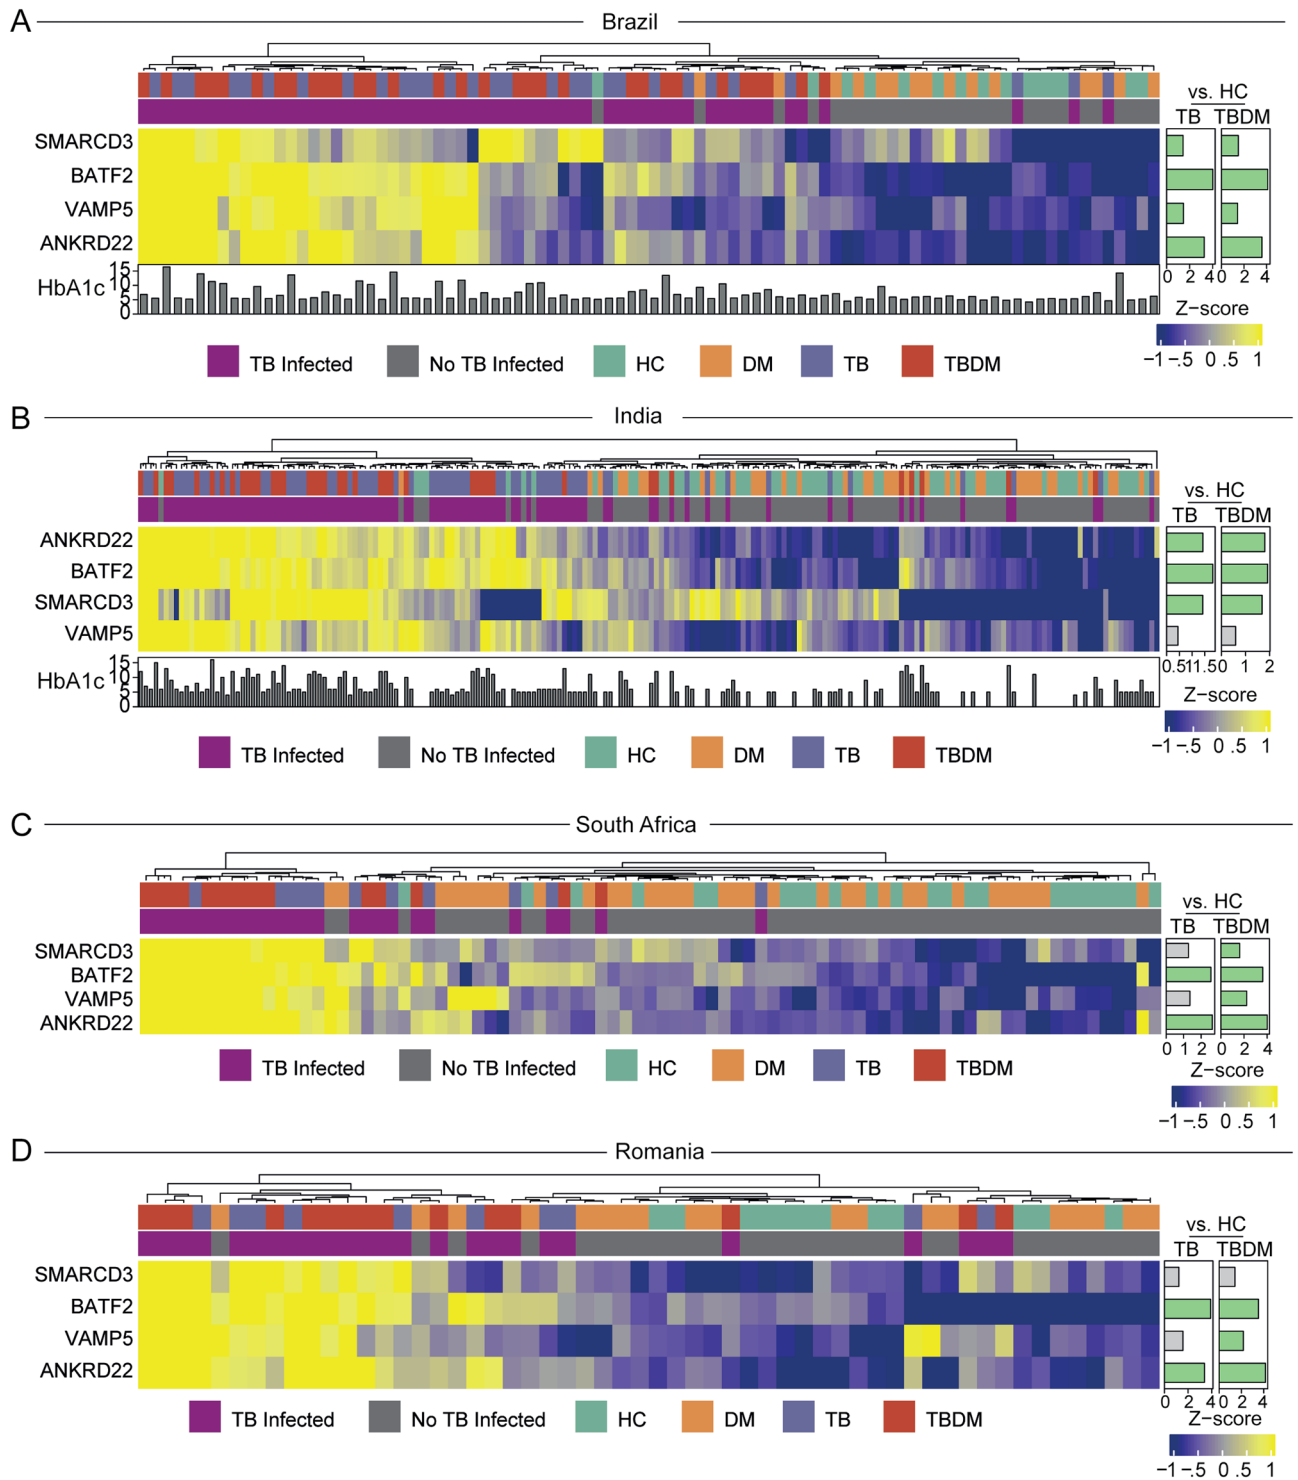 A Brazil
vs. HC
TB TBDM
SMARCD3
BATF2
VAMP5
ANKRD22
HbA1c
15
10
5
0
0 2 4 0 2 4
Z−score
−1 −.5 0 .5 1
TB Infected No TB Infected HC DM TB TBDM
B India
vs. HC
TB TBDM
ANKRD22
BATF2
SMARCD3
VAMP5
HbA1c
15
10
5
0
0.511.50 1 2
Z−score
−1 −.5 0 .5 1
TB Infected No TB Infected HC DM TB TBDM
C South Africa
vs. HC
TB TBDM
SMARCD3
BATF2
VAMP5
ANKRD22
0 1 2 0 2 4
Z−score
−1 −.5 0 .5 1
TB Infected No TB Infected HC DM TB TBDM
D Romania
vs. HC
TB TBDM
SMARCD3
BATF2
VAMP5
ANKRD22
0 2 4 0 2 4
Z−score
−1 −.5 0 .5 1
TB Infected No TB Infected HC DM TB TBDM